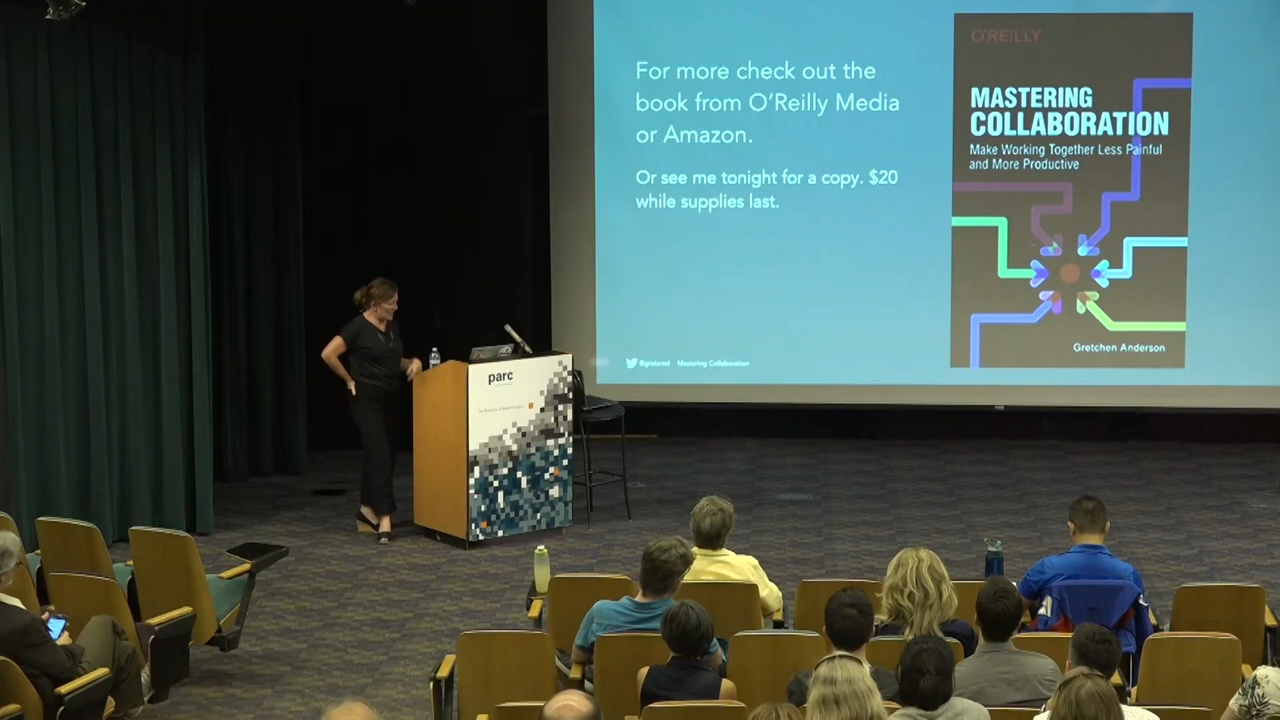 For more check out the
book from O'Reilly Media
or Amazon.
Or see me tonight for a copy. $20
while supplies last.
@gretared Mastering Collaboration
O'REILLY
MASTERING
COLLABORATION
Make Working Together Less Painful
and More Productive
Gretchen Anderson
parc